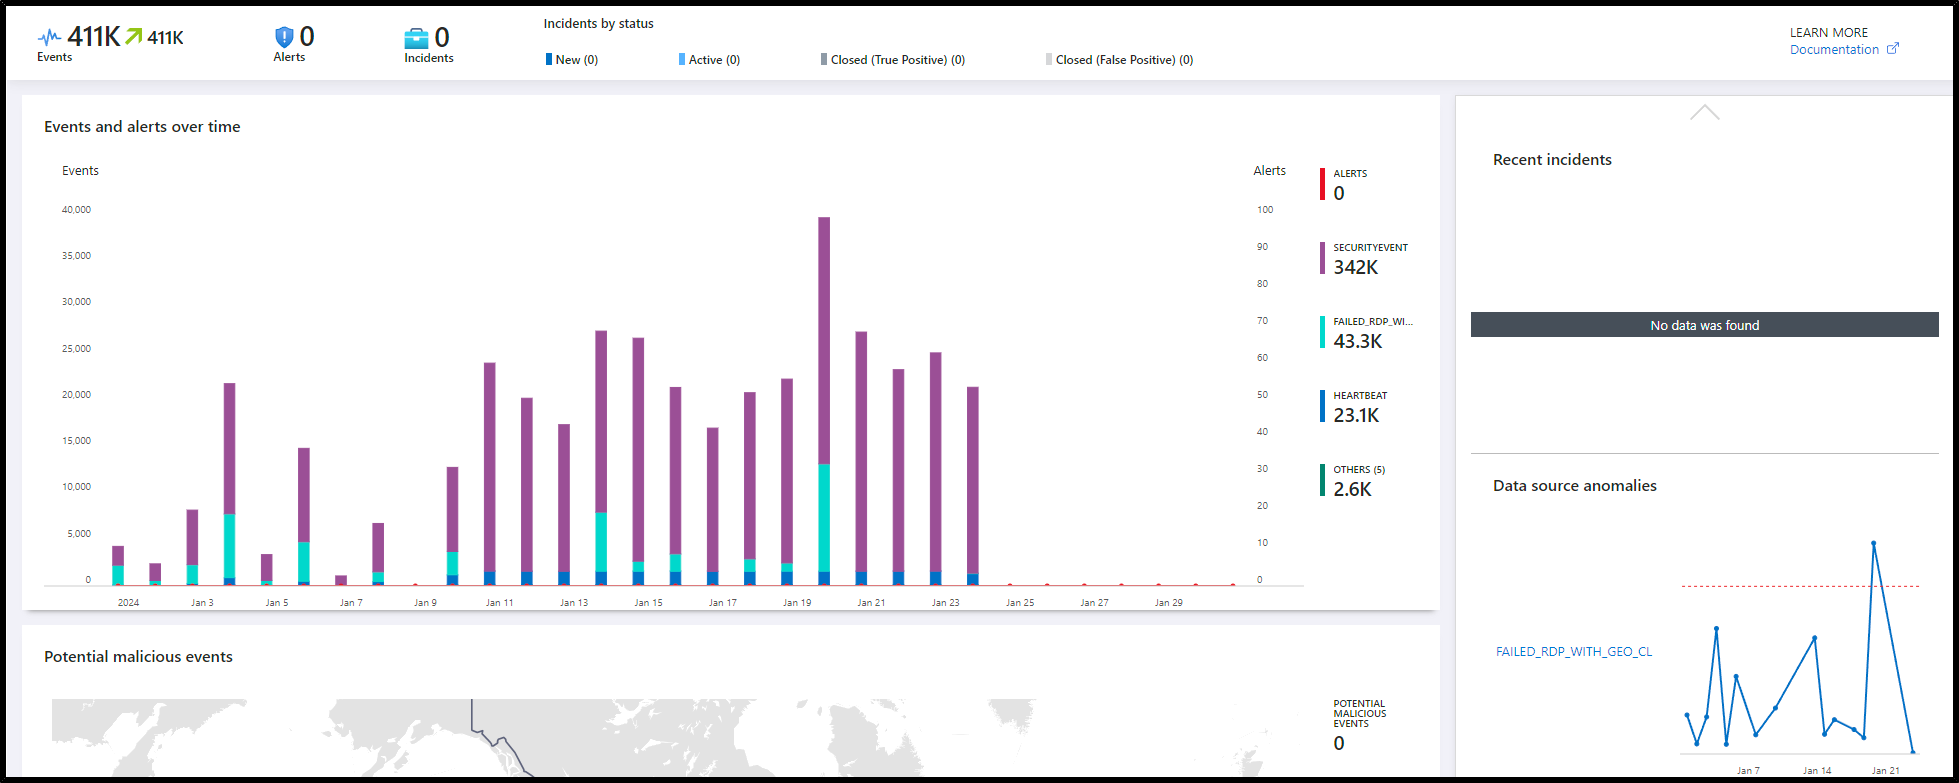 411K 411K
Events
0
Alerts
0
Incidents
Incidents by status
New (0) Active (0) Closed (True Positive) (0) Closed (False Positive) (0)
LEARN MORE
Documentation
Events and alerts over time
Events
40,000
35,000
30,000
25,000
20,000
15,000
10,000
5,000
0
2024 Jan 3 Jan 5 Jan 7 Jan 9 Jan 11 Jan 13 Jan 15 Jan 17 Jan 19 Jan 21 Jan 23 Jan 25 Jan 27 Jan 29
Alerts
100
90
80
70
60
50
40
30
20
10
0
ALERTS
0
SECURITYEVENT
342K
FAILED_RDP_WI...
43.3K
HEARTBEAT
23.1K
OTHERS (5)
2.6K
Potential malicious events
POTENTIAL
MALICIOUS
EVENTS
0
Recent incidents
No data was found
Data source anomalies
FAILED_RDP_WITH_GEO_CL
Jan 7 Jan 14 Jan 21